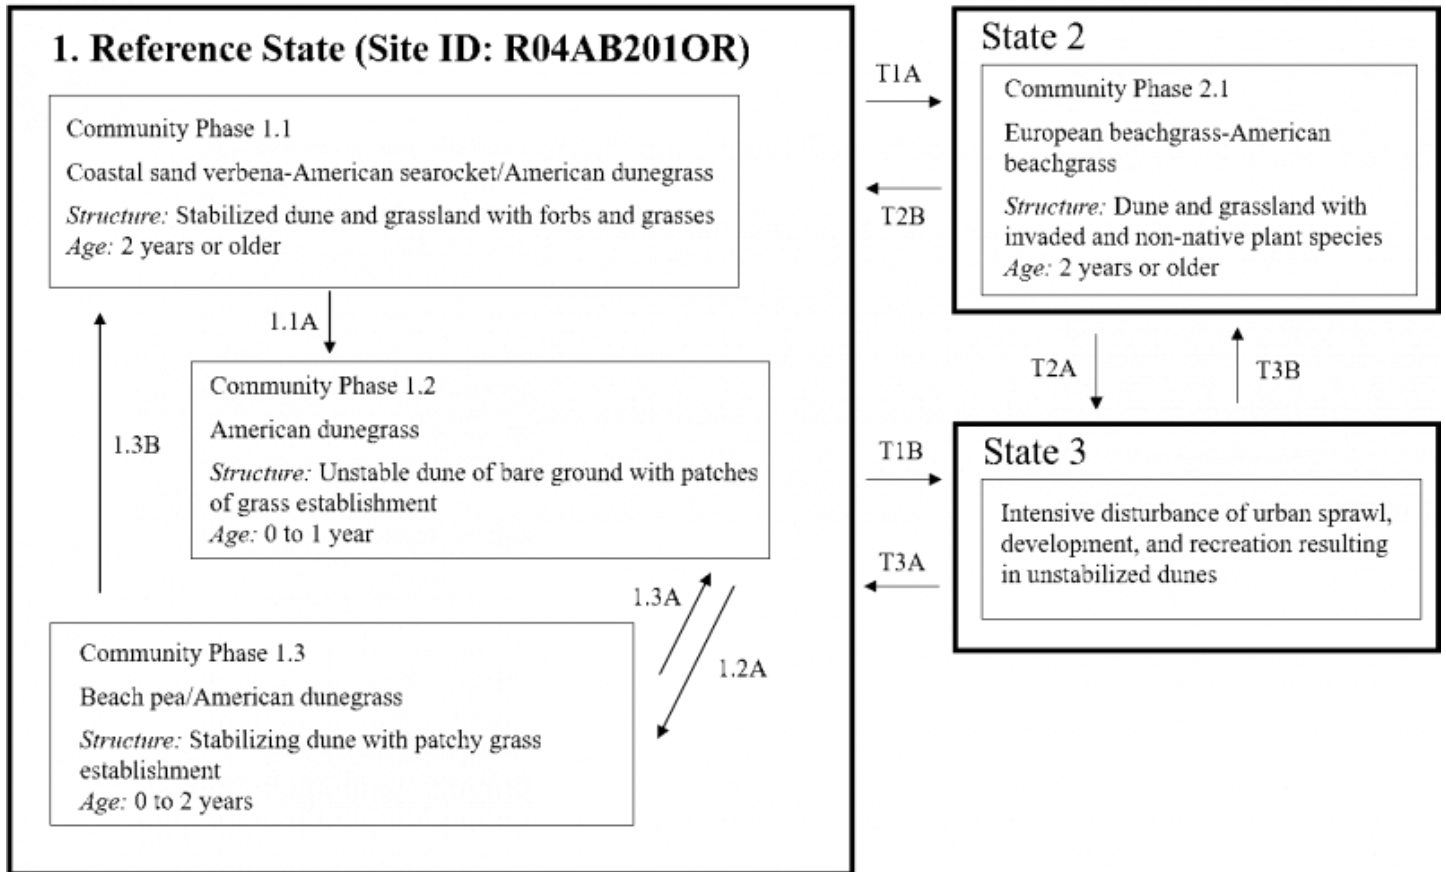 1. Reference State (Site ID: R04AB201OR)
Community Phase 1.1
Coastal sand verbena-American searocket/American dunegrass
Structure: Stabilized dune and grassland with forbs and grasses
Age: 2 years or older
1.1A
Community Phase 1.2
American dunegrass
Structure: Unstable dune of bare ground with patches
of grass establishment
Age: 0 to 1 year
1.3B
1.3A
1.2A
Community Phase 1.3
Beach pea/American dunegrass
Structure: Stabilizing dune with patchy grass
establishment
Age: 0 to 2 years
T1A
T2B
State 2
Community Phase 2.1
European beachgrass-American
beachgrass
Structure: Dune and grassland with
invaded and non-native plant species
Age: 2 years or older
T2A
T3B
T1B
T3A
State 3
Intensive disturbance of urban sprawl,
development, and recreation resulting
in unstabilized dunes